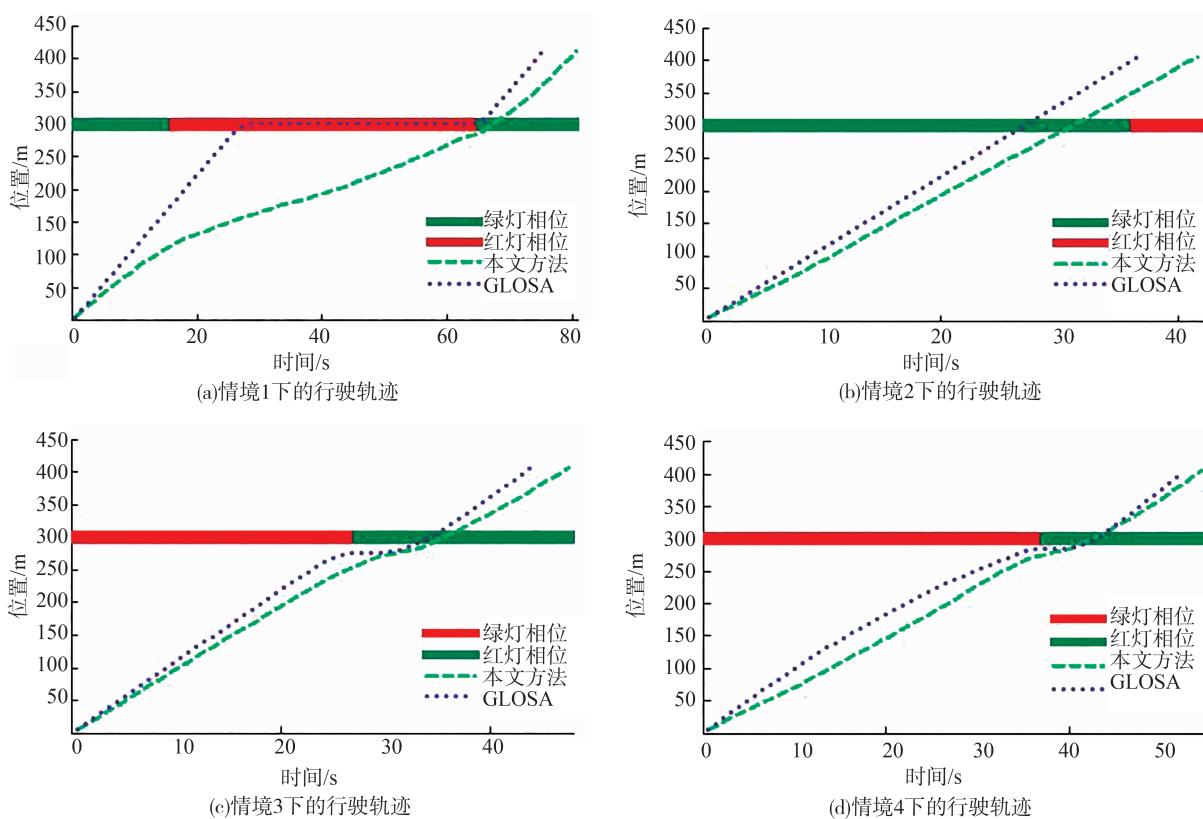 450
400
350
300
250
200
150
100
50
位置/m
绿灯相位
红灯相位
本文方法
GLOSA
0
20
40
60
80
时间/s
(a)情境1下的行驶轨迹
450
400
350
300
250
200
150
100
50
位置/m
绿灯相位
红灯相位
本文方法
GLOSA
0
10
20
30
40
时间/s
(b)情境2下的行驶轨迹
450
400
350
300
250
200
150
100
50
位置/m
绿灯相位
红灯相位
本文方法
GLOSA
0
10
20
30
40
时间/s
(c)情境3下的行驶轨迹
450
400
350
300
250
200
150
100
50
位置/m
绿灯相位
红灯相位
本文方法
GLOSA
0
10
20
30
40
50
时间/s
(d)情境4下的行驶轨迹